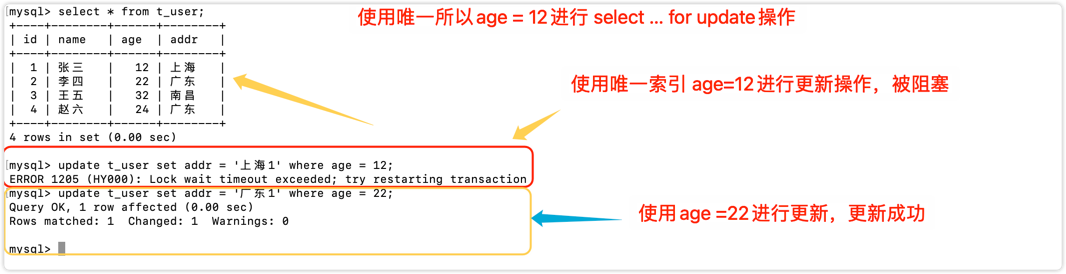 mysql> select * from t_user;
使用唯一所以age = 12进行 select ... for update操作
+----+--------+-----+--------+
| id | name | age | addr |
+----+--------+-----+--------+
| 1 | 张三 | 12 | 上海 |
| 2 | 李四 | 22 | 广东 |
| 3 | 王五 | 32 | 南昌 |
| 4 | 赵六 | 24 | 广东 |
+----+--------+-----+--------+
4 rows in set (0.00 sec)
使用唯一索引 age=12进行更新操作，被阻塞
mysql> update t_user set addr = '上海1' where age = 12;
ERROR 1205 (HY000): Lock wait timeout exceeded; try restarting transaction
mysql> update t_user set addr = '广东1' where age = 22;
Query OK, 1 row affected (0.00 sec)
Rows matched: 1 Changed: 1 Warnings: 0
使用age =22进行更新，更新成功
mysql>